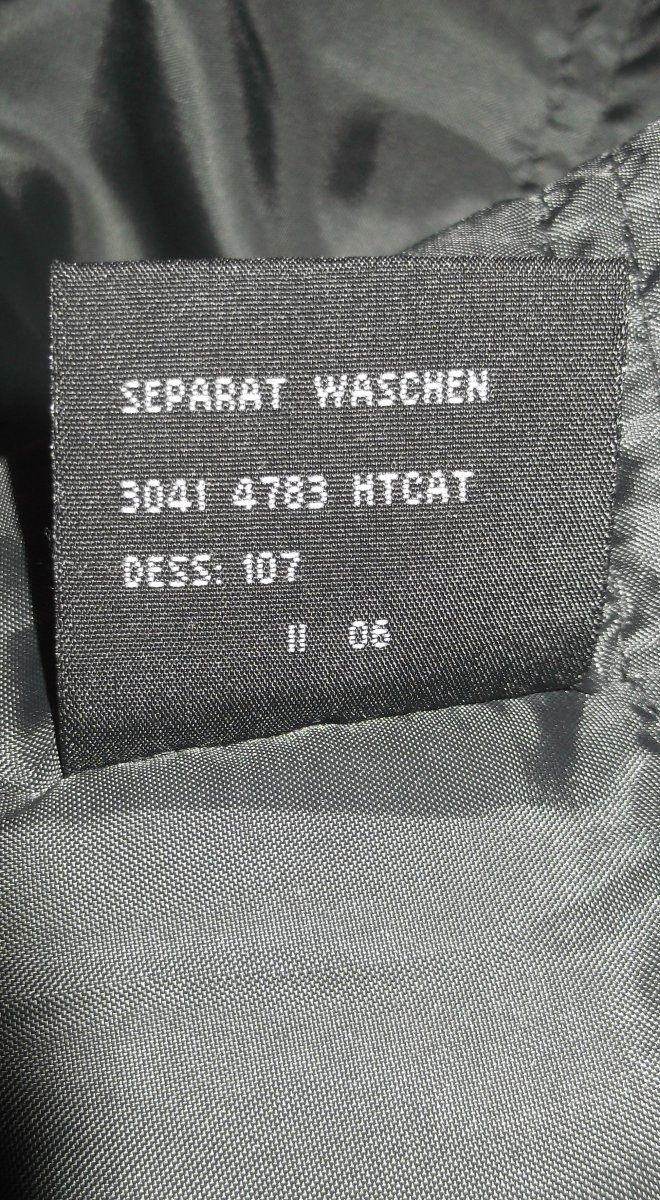 SEPARAT WASCHEN
3041 4783 HTCAT
DESS: 107
II 06